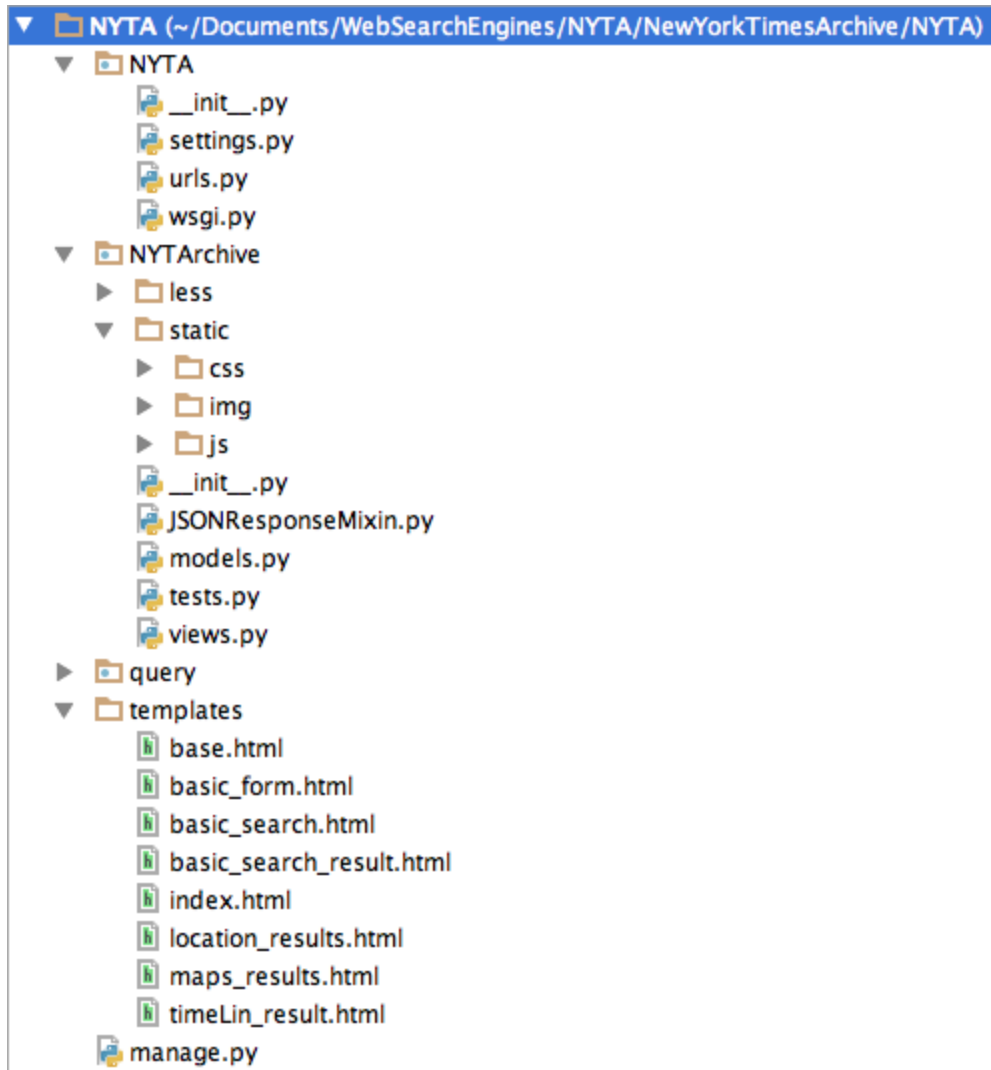 NYTA (~/Documents/WebSearchEngines/NYTA/NewYorkTimesArchive/NYTA)
NYTA
__init__.py
settings.py
urls.py
wsgi.py
NYTArchive
less
static
css
img
js
__init__.py
JSONResponseMixin.py
models.py
tests.py
views.py
query
templates
base.html
basic_form.html
basic_search.html
basic_search_result.html
index.html
location_results.html
maps_results.html
timeLin_result.html
manage.py